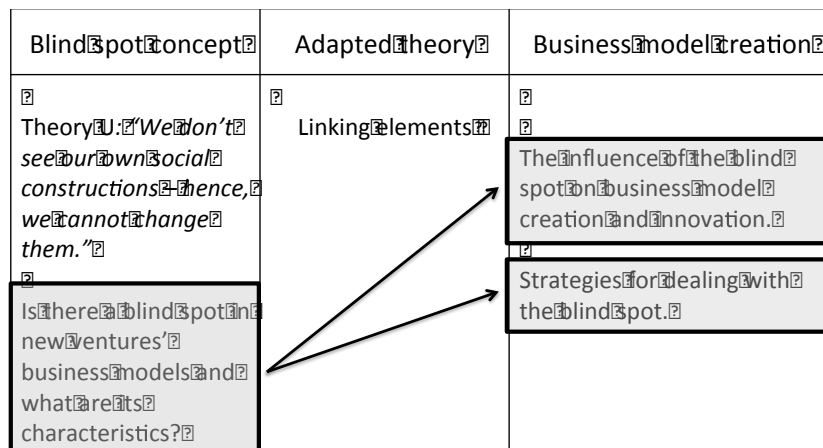 Blind spot concept
Adapted theory
Business model creation
Theory U: "We don't
see our own social
constructions – hence,
we cannot change
them."
Is there a blind spot in
new ventures'
business models and
what are its
characteristics?
Linking elements
The influence of the blind
spot on business model
creation and innovation.
Strategies for dealing with
the blind spot.